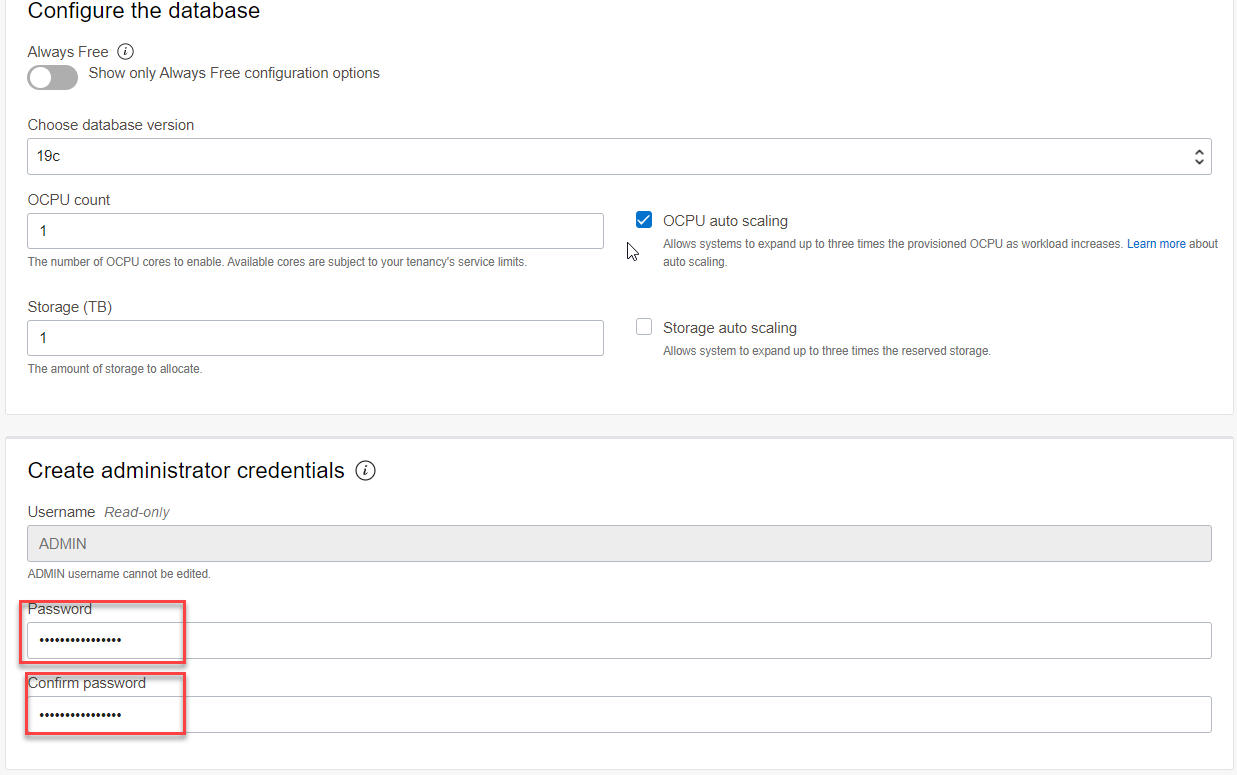 Configure the database
Always Free
Show only Always Free configuration options
Choose database version
19c
OCPU count
1
OCPU auto scaling
Allows systems to expand up to three times the provisioned OCPU as workload increases. Learn more about
auto scaling.
The number of OCPU cores to enable. Available cores are subject to your tenancy's service limits.
Storage (TB)
1
Storage auto scaling
Allows system to expand up to three times the reserved storage.
The amount of storage to allocate.
Create administrator credentials
Username Read-only
ADMIN
ADMIN username cannot be edited.
Password
••••••••••••••••
Confirm password
••••••••••••••••